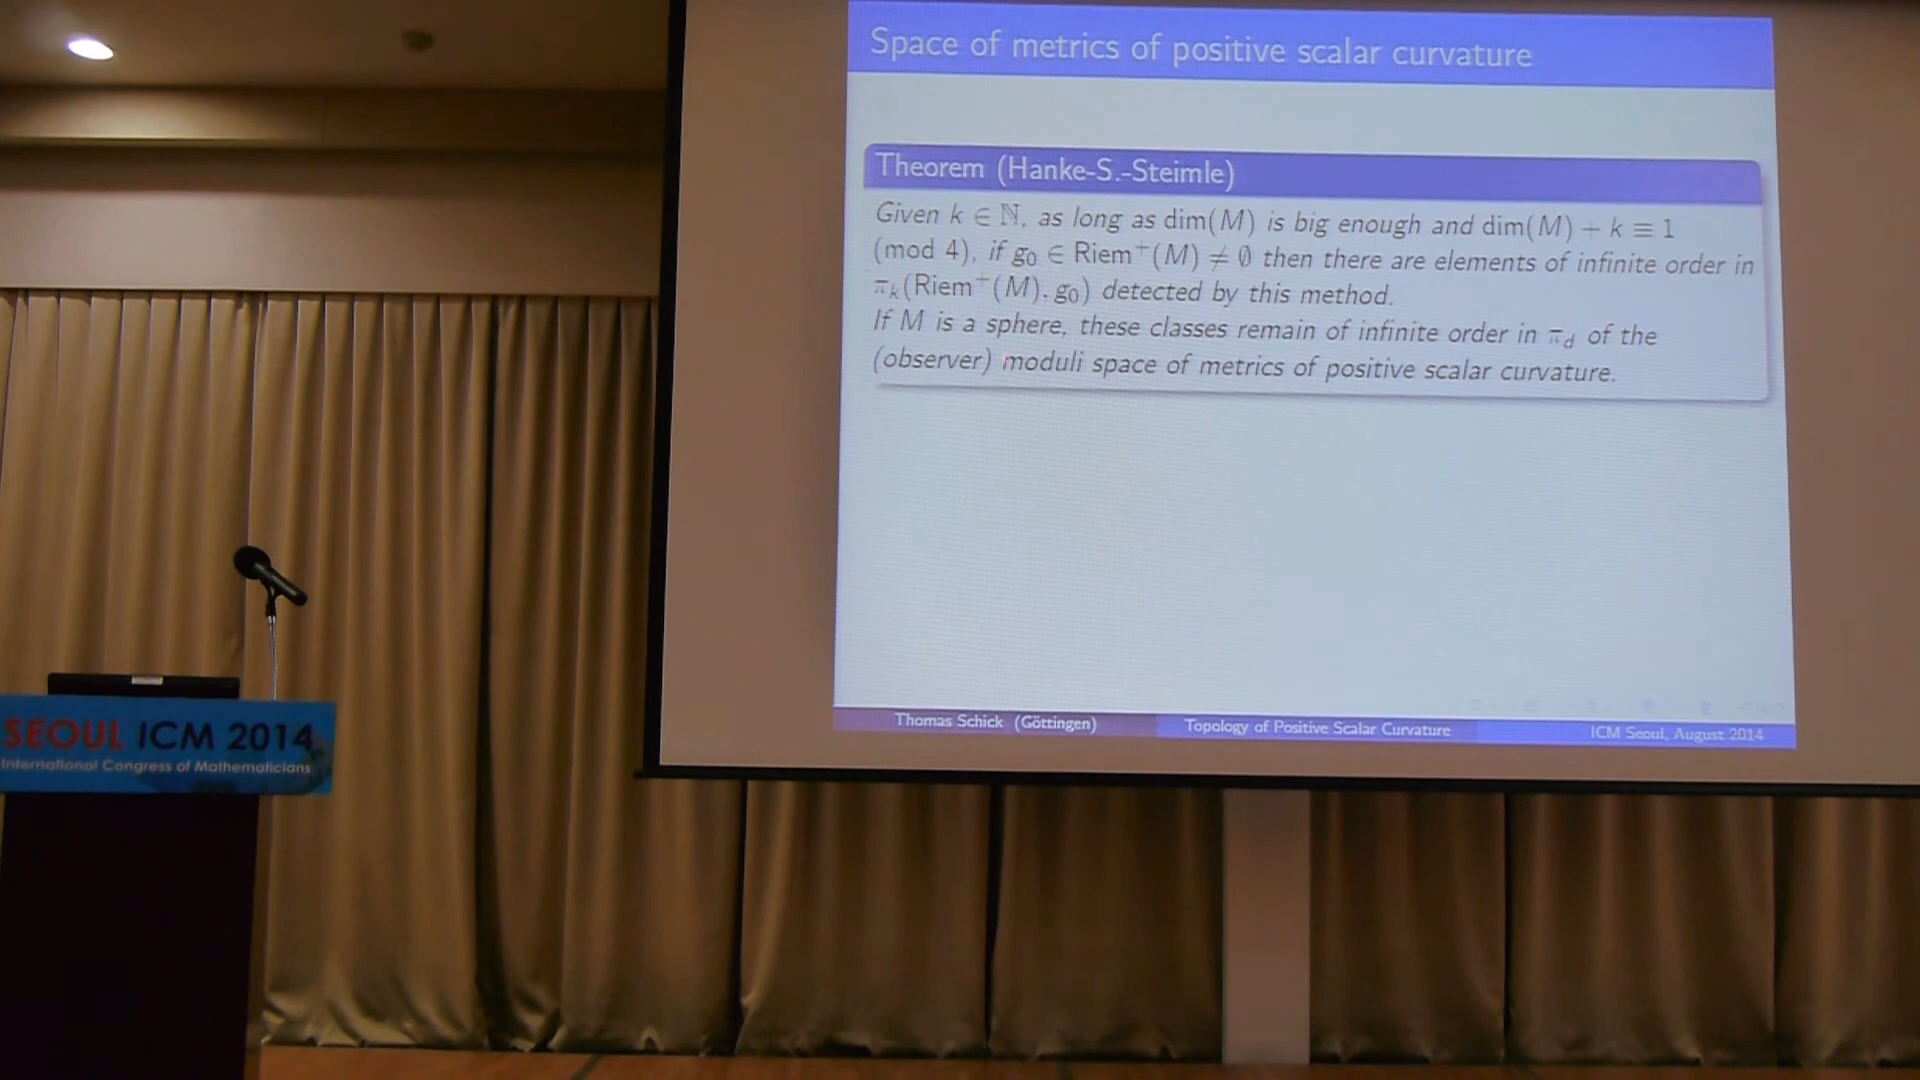 Space of metrics of positive scalar curvature
Theorem (Hanke-S.-Steimle)
Given k ∈ ℕ, as long as dim(M) is big enough and dim(M) + k ≡ 1
(mod 4), if g₀ ∈ Riem⁺(M) ≠ ∅ then there are elements of infinite order in
πₖ(Riem⁺(M), g₀) detected by this method.
If M is a sphere, these classes remain of infinite order in π_d of the
(observer) moduli space of metrics of positive scalar curvature.
Thomas Schick (Göttingen) Topology of Positive Scalar Curvature ICM Seoul, August 2014
SEOUL ICM 2014
International Congress of Mathematicians